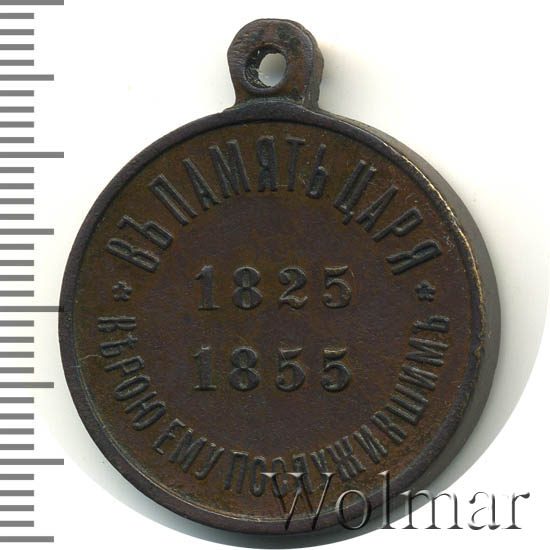 ВЪ ПАМЯТЬ ЦАРЯ
1825
1855
* ВѢРОЮ ЕМУ ПОСЛУЖИВШИМЪ *
Wolmar